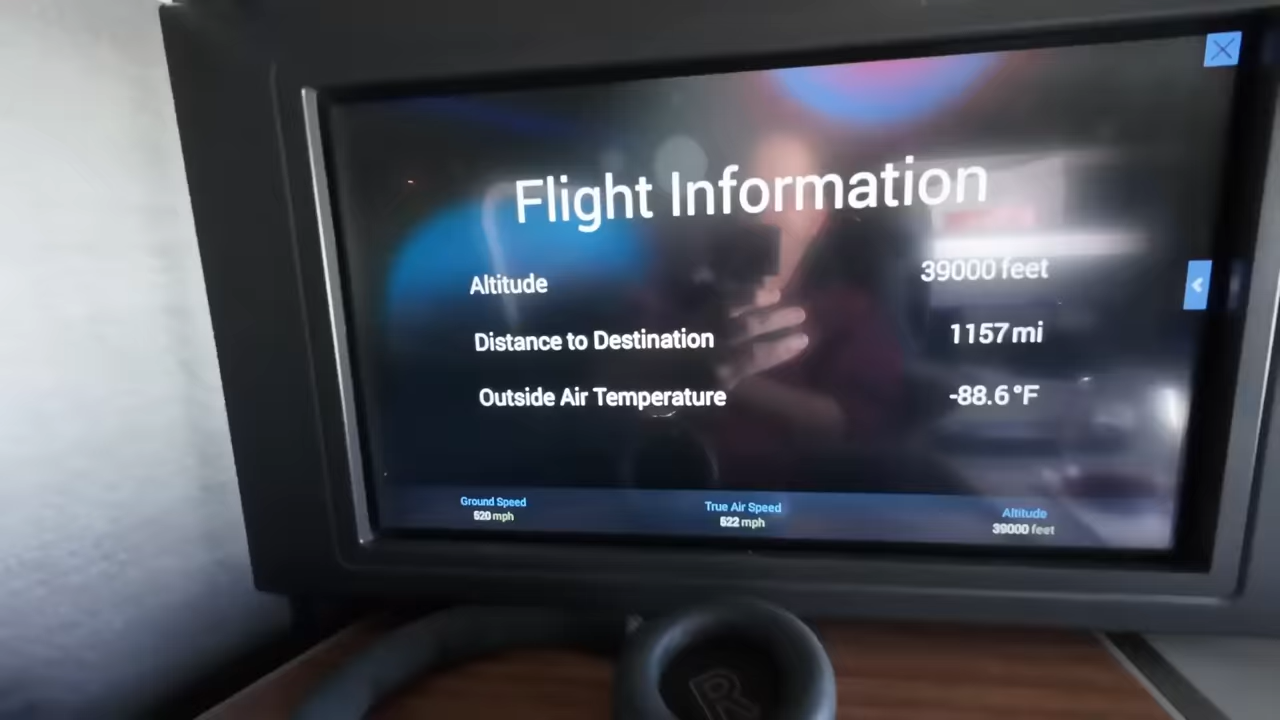 Flight Information
Altitude 39000 feet
Distance to Destination 1157 mi
Outside Air Temperature -88.6°F
Ground Speed True Air Speed Altitude
520 mph 522 mph 39000 feet
R